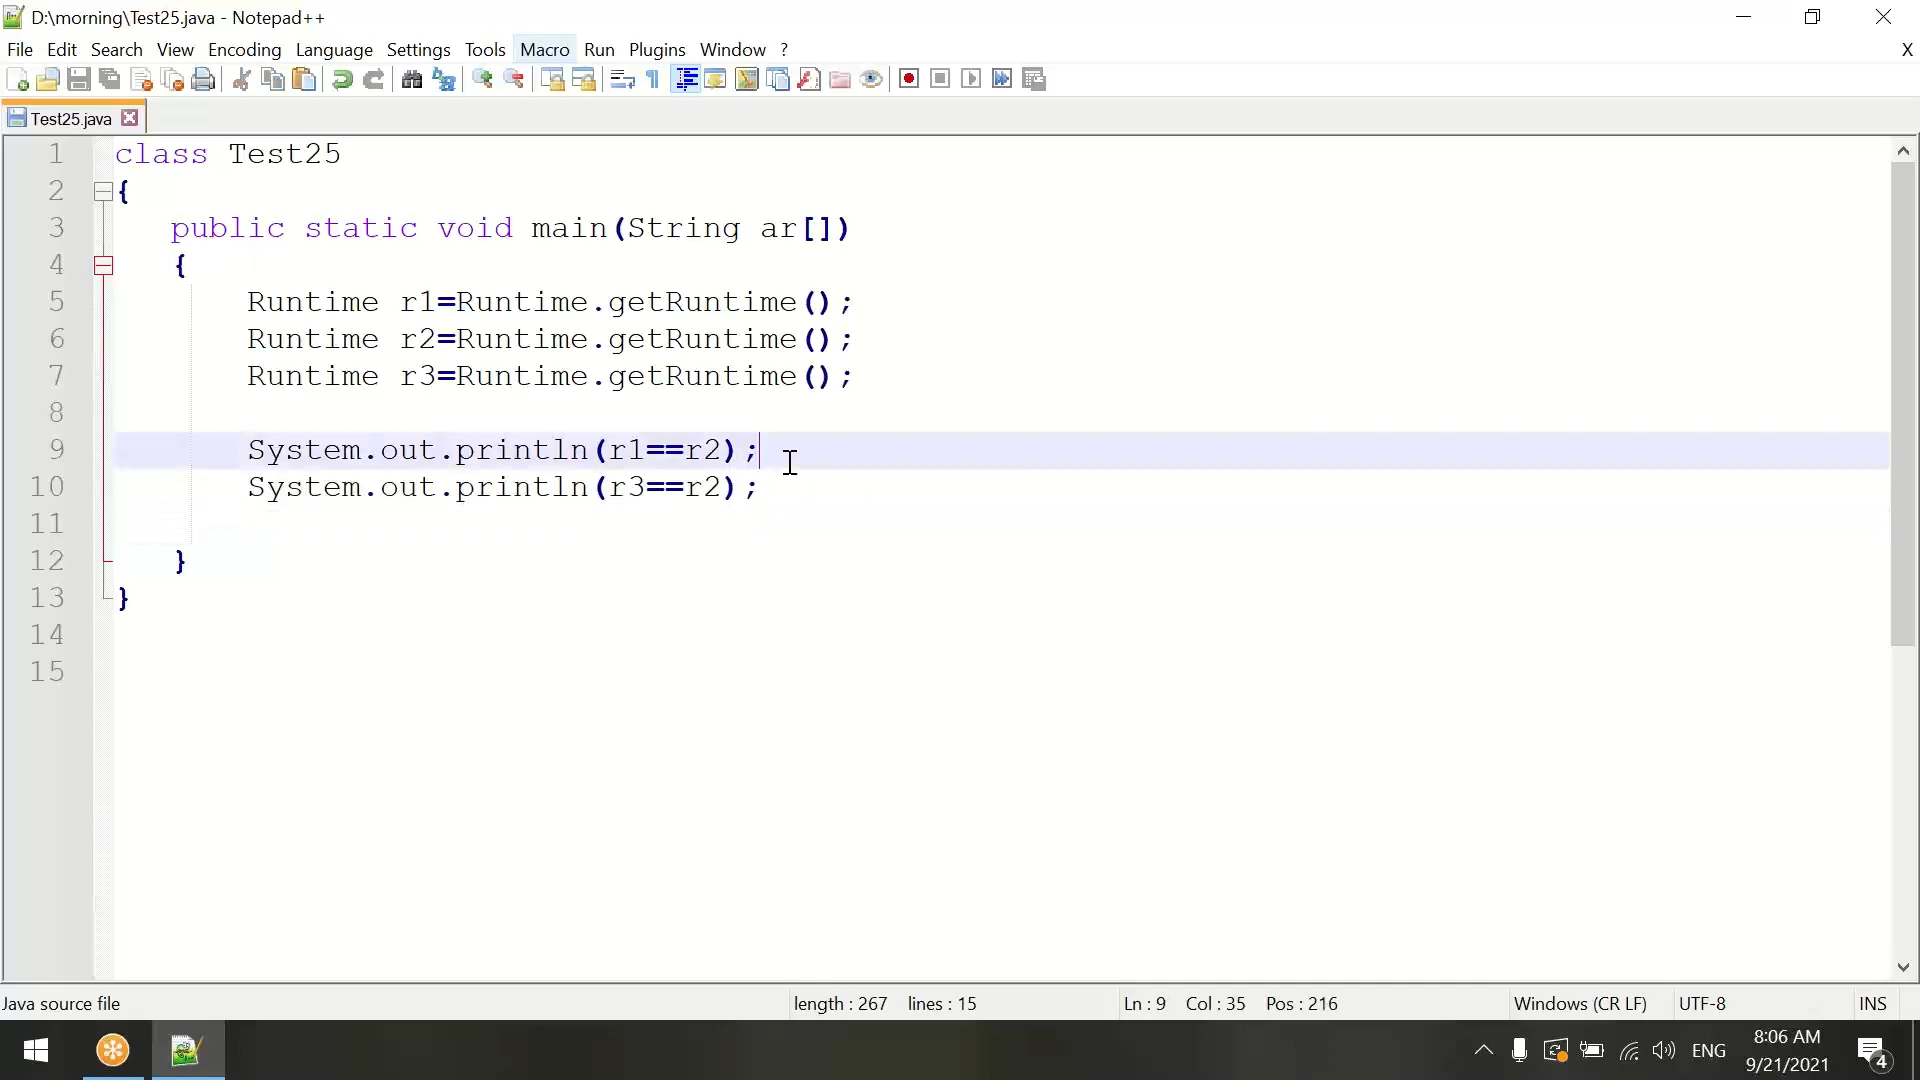 D:\morning\Test25.java - Notepad++
File Edit Search View Encoding Language Settings Tools Macro Run Plugins Window ? X
Test25.java
1 class Test25
2 {
3 public static void main(String ar[])
4 {
5 Runtime r1=Runtime.getRuntime();
6 Runtime r2=Runtime.getRuntime();
7 Runtime r3=Runtime.getRuntime();
8
9 System.out.println(r1==r2);
10 System.out.println(r3==r2);
11
12 }
13 }
14
15
Java source file length : 267 lines : 15 Ln : 9 Col : 35 Pos : 216 Windows (CR LF) UTF-8 INS
ENG 8:06 AM 4
9/21/2021